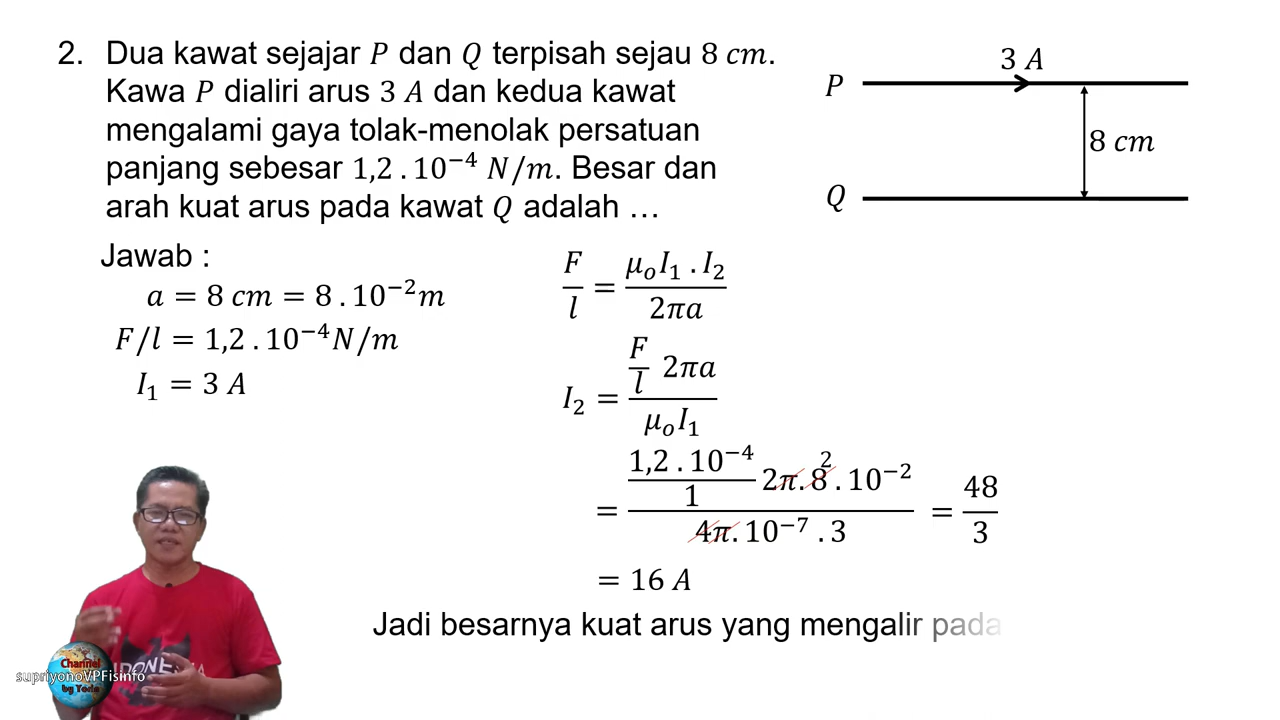 2. Dua kawat sejajar P dan Q terpisah sejau 8 cm.
Kawa P dialiri arus 3 A dan kedua kawat
mengalami gaya tolak-menolak persatuan
panjang sebesar 1,2 . 10⁻⁴ N/m. Besar dan
arah kuat arus pada kawat Q adalah …
3 A
P
8 cm
Q
Jawab :
a = 8 cm = 8 . 10⁻² m
F/l = 1,2 . 10⁻⁴ N/m
I₁ = 3 A
F/l = μₒI₁ . I₂ / 2πa
I₂ = F/l 2πa / μₒI₁
= 1,2 . 10⁻⁴/1 2π. 8 2 . 10⁻² / 4π. 10⁻⁷ . 3 = 48/3
= 16 A
Jadi besarnya kuat arus yang mengalir pada
Channel
supriyonoVPFisinfo
by Toria